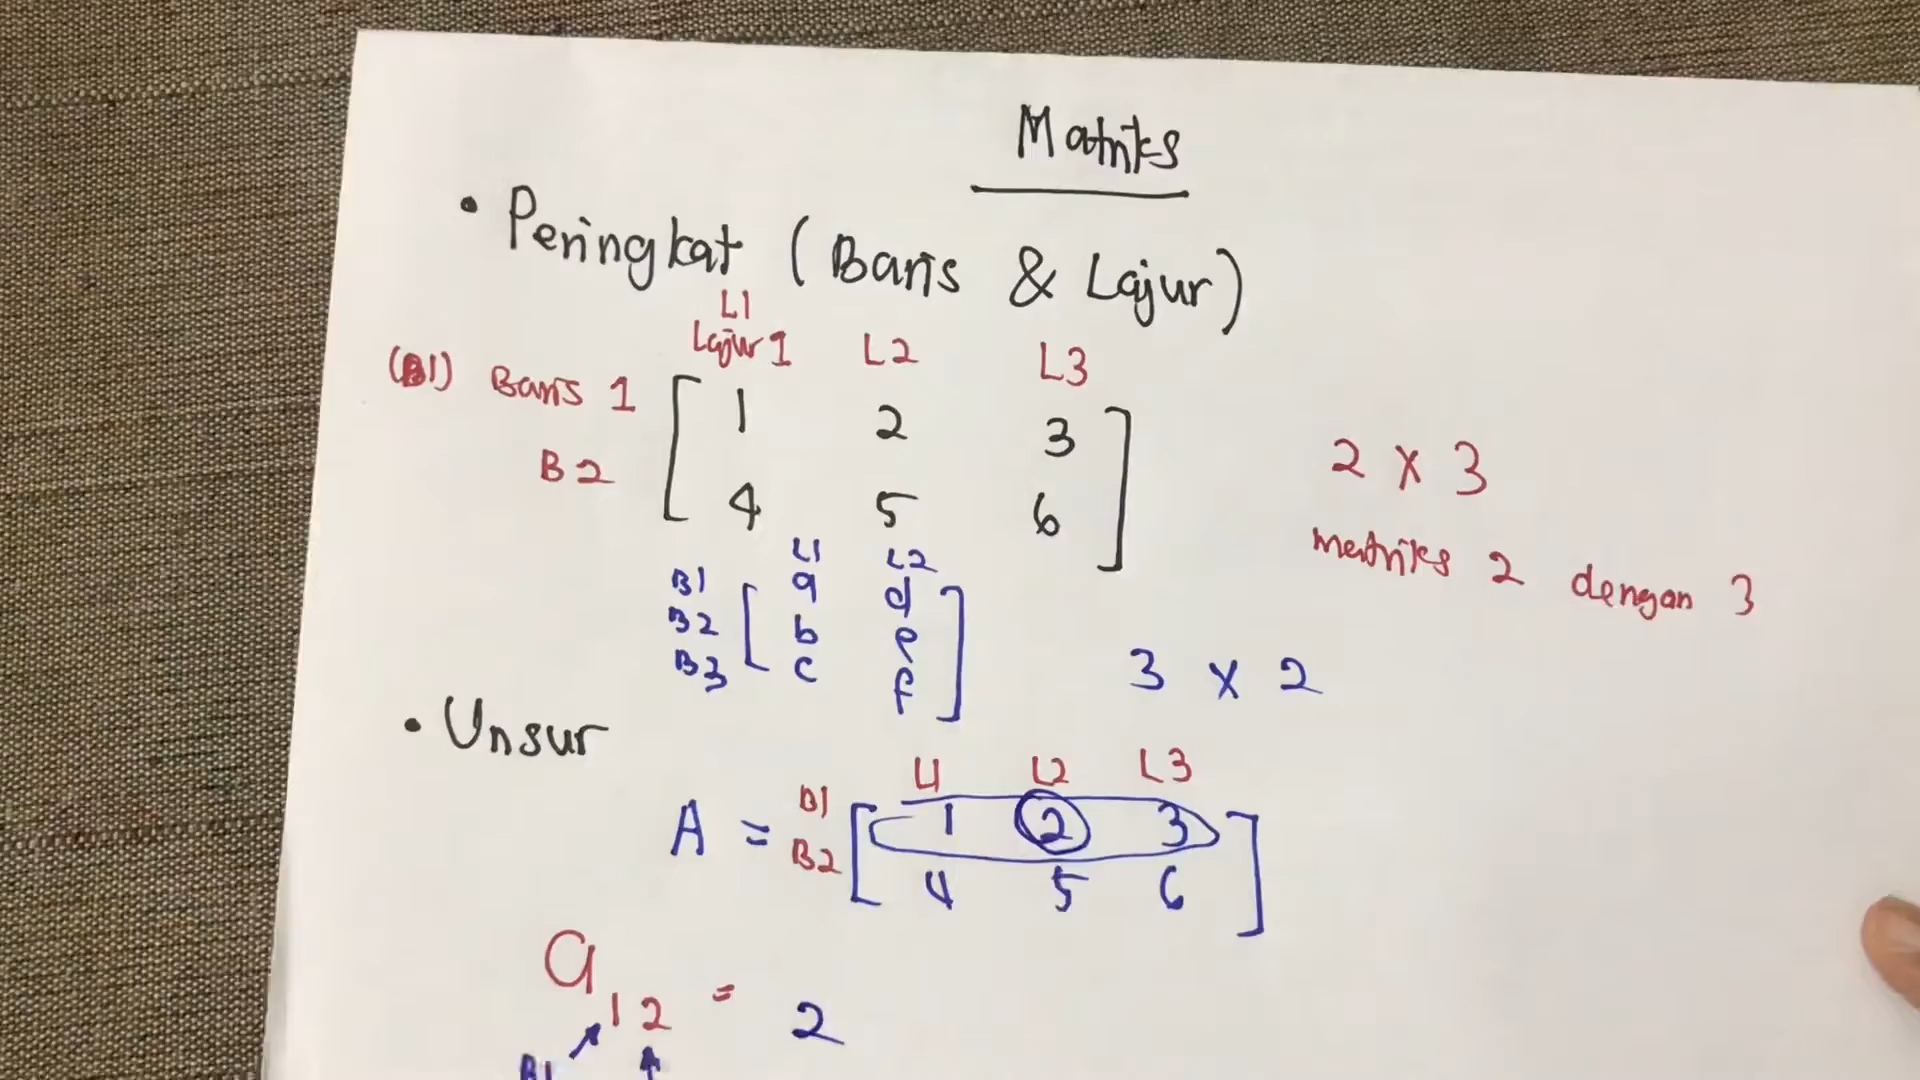 Matriks
• Peringkat (Baris & Lajur)
L1
Lajur 1 L2 L3
(B1) Baris 1 [ 1 2 3 ]
B2 4 5 6
2 x 3
matriks 2 dengan 3
L1 L2
B1 [ a d ]
B2 b e
B3 c f
3 x 2
• Unsur
L1 L2 L3
A = B1 [ 1 2 3 ]
B2 4 5 6
a12 = 2
B1